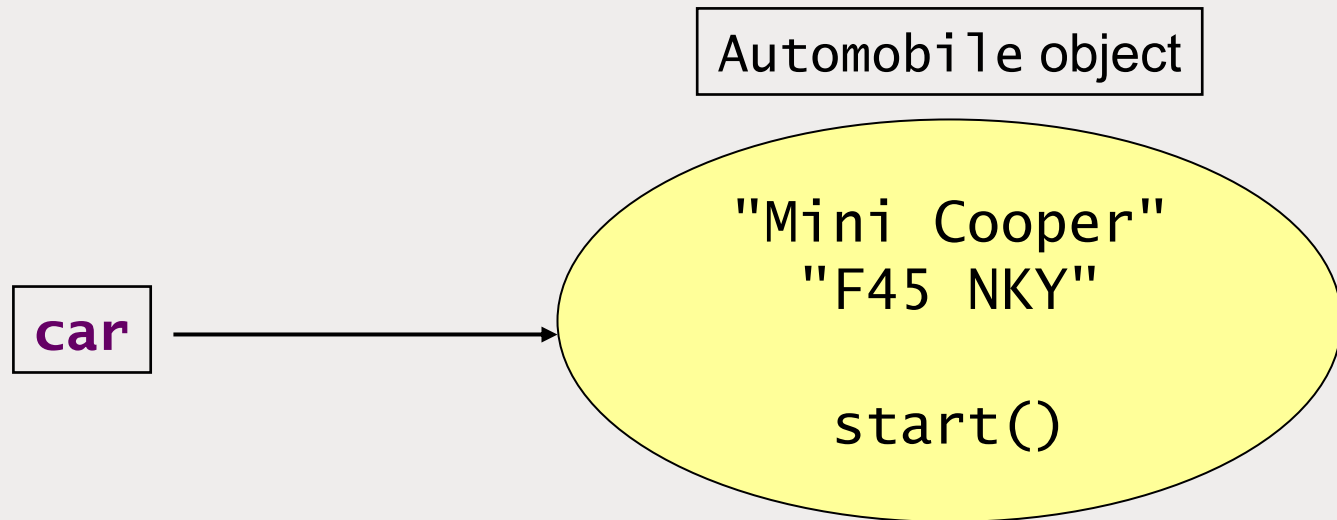 Automobile object
"Mini Cooper"
"F45 NKY"
car
start()